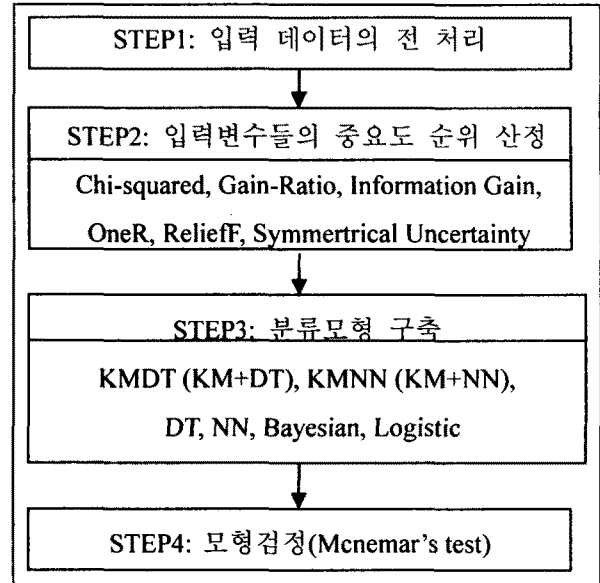 STEP1: 입력 데이터의 전 처리
STEP2: 입력변수들의 중요도 순위 산정
Chi-squared, Gain-Ratio, Information Gain,
OneR, ReliefF, Symmertrical Uncertainty
STEP3: 분류모형 구축
KMDT (KM+DT), KMNN (KM+NN),
DT, NN, Bayesian, Logistic
STEP4: 모형검정(Mcnemar's test)